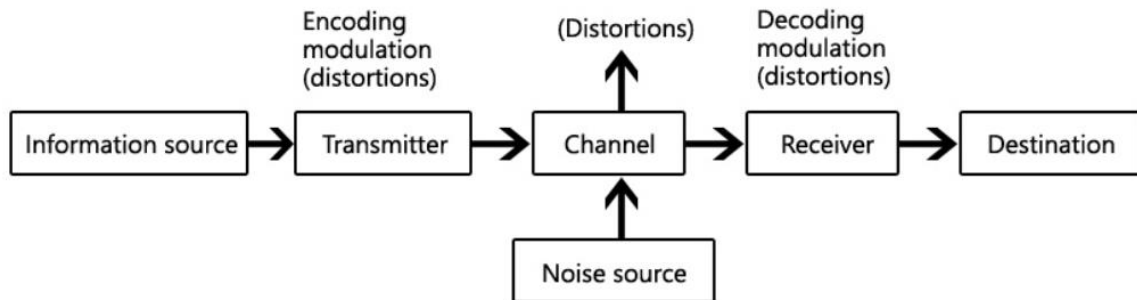 Encoding
modulation
(distortions)
(Distortions)
Decoding
modulation
(distortions)
Information source
Transmitter
Channel
Receiver
Destination
Noise source